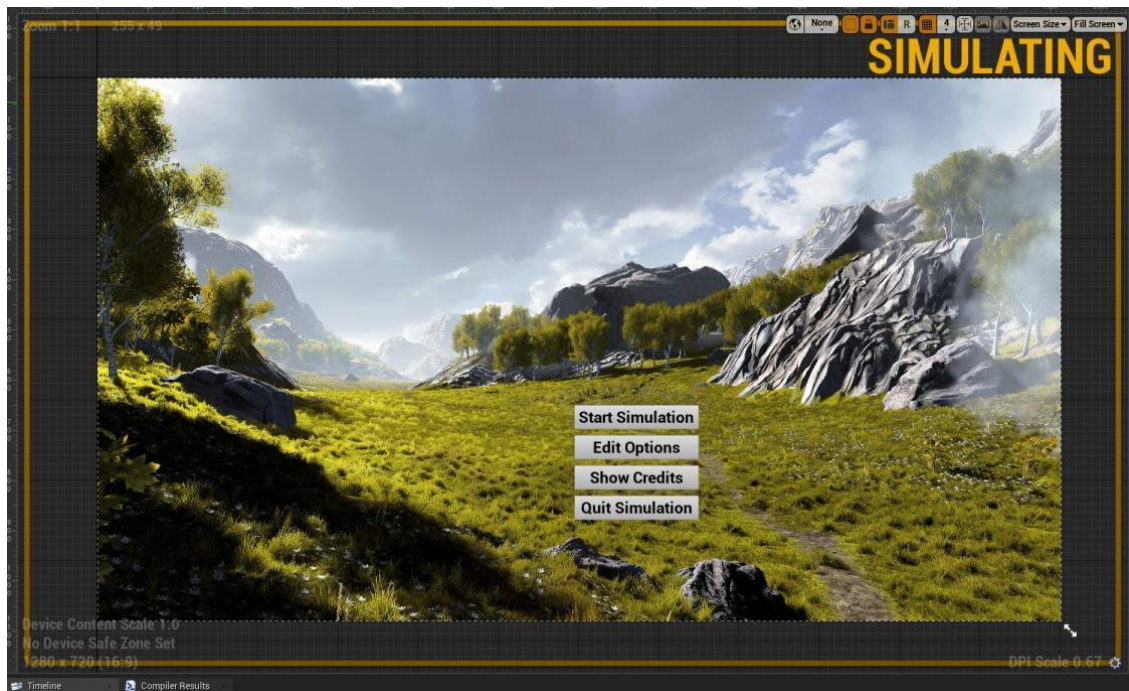 Zoom 1:1 255 x 49 None R 4 Screen Size Fill Screen
SIMULATING
Start Simulation
Edit Options
Show Credits
Quit Simulation
Device Content Scale 1.0
No Device Safe Zone Set
1280 x 720 (16:9) DPI Scale 0.67
Timeline Compiler Results